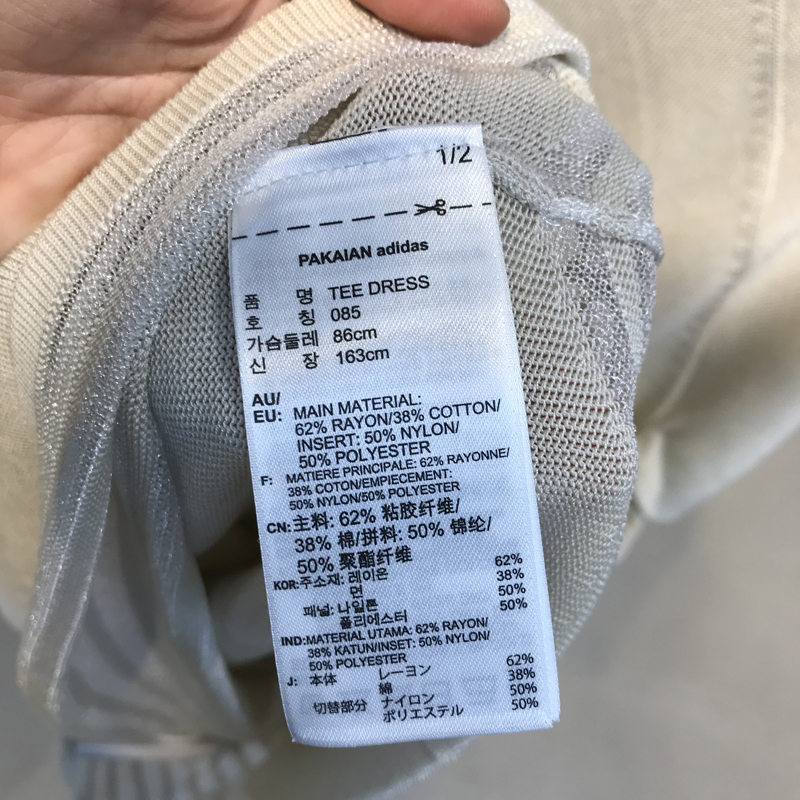 1/2
PAKAIAN adidas
품 명 TEE DRESS
호 칭 085
가슴둘레 86cm
신 장 163cm
AU/
EU: MAIN MATERIAL:
62% RAYON/38% COTTON/
INSERT: 50% NYLON/
50% POLYESTER
F: MATIERE PRINCIPALE: 62% RAYONNE/
38% COTON/EMPIECEMENT:
50% NYLON/50% POLYESTER
CN: 主料: 62% 粘胶纤维/
38% 棉/拼料: 50% 锦纶/
50% 聚酯纤维
KOR: 주소재: 레이온 62%
면 38%
패널: 나일론 50%
폴리에스터 50%
IND: MATERIAL UTAMA: 62% RAYON/
38% KATUN/INSET: 50% NYLON/
50% POLYESTER
J: 本体 レーヨン 62%
綿 38%
切替部分 ナイロン 50%
ポリエステル 50%